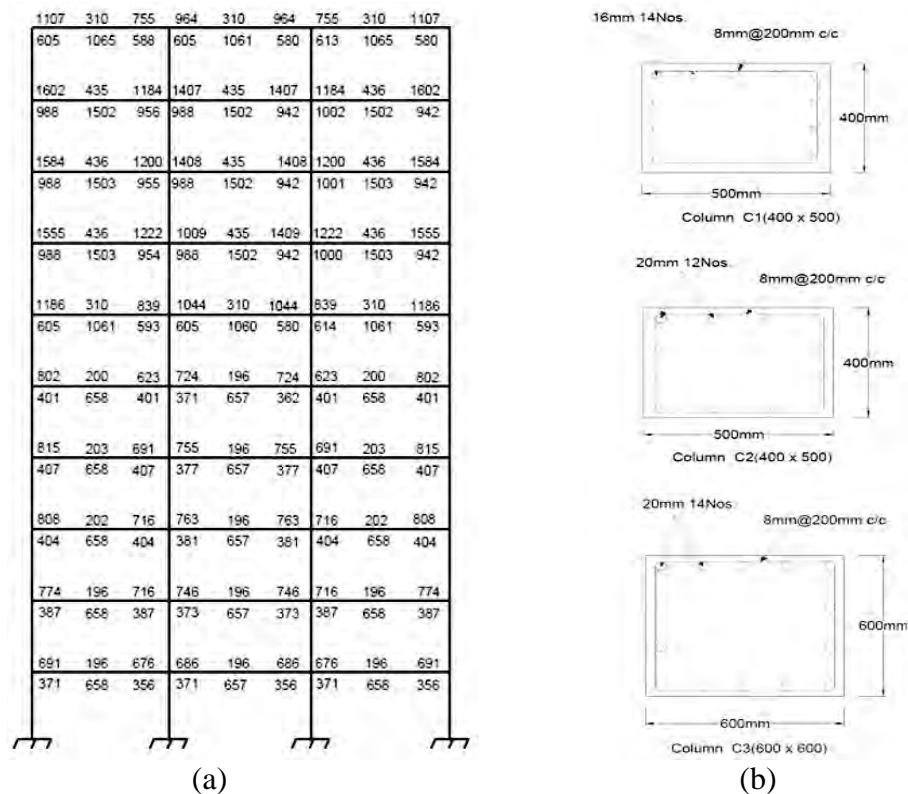 1107 310 755 964 310 964 755 310 1107
605 1065 588 605 1061 580 613 1065 580
1602 435 1184 1407 435 1407 1184 436 1602
988 1502 956 988 1502 942 1002 1502 942
1584 436 1200 1408 435 1408 1200 436 1584
988 1503 955 988 1502 942 1001 1503 942
1555 436 1222 1009 435 1409 1222 436 1555
988 1503 954 988 1502 942 1000 1503 942
1186 310 839 1044 310 1044 839 310 1186
605 1061 593 605 1060 580 614 1061 593
802 200 623 724 196 724 623 200 802
401 658 401 371 657 362 401 658 401
815 203 691 755 196 755 691 203 815
407 658 407 377 657 377 407 658 407
808 202 716 763 196 763 716 202 808
404 658 404 381 657 381 404 658 404
774 196 716 746 196 746 716 196 774
387 658 387 373 657 373 387 658 387
691 196 676 686 196 686 676 196 691
371 658 356 371 657 356 371 658 356
(a)
16mm 14Nos.
8mm@200mm c/c
400mm
500mm
Column C1(400 x 500)
20mm 12Nos.
8mm@200mm c/c
400mm
500mm
Column C2(400 x 500)
20mm 14Nos.
8mm@200mm c/c
600mm
600mm
Column C3(600 x 600)
(b)